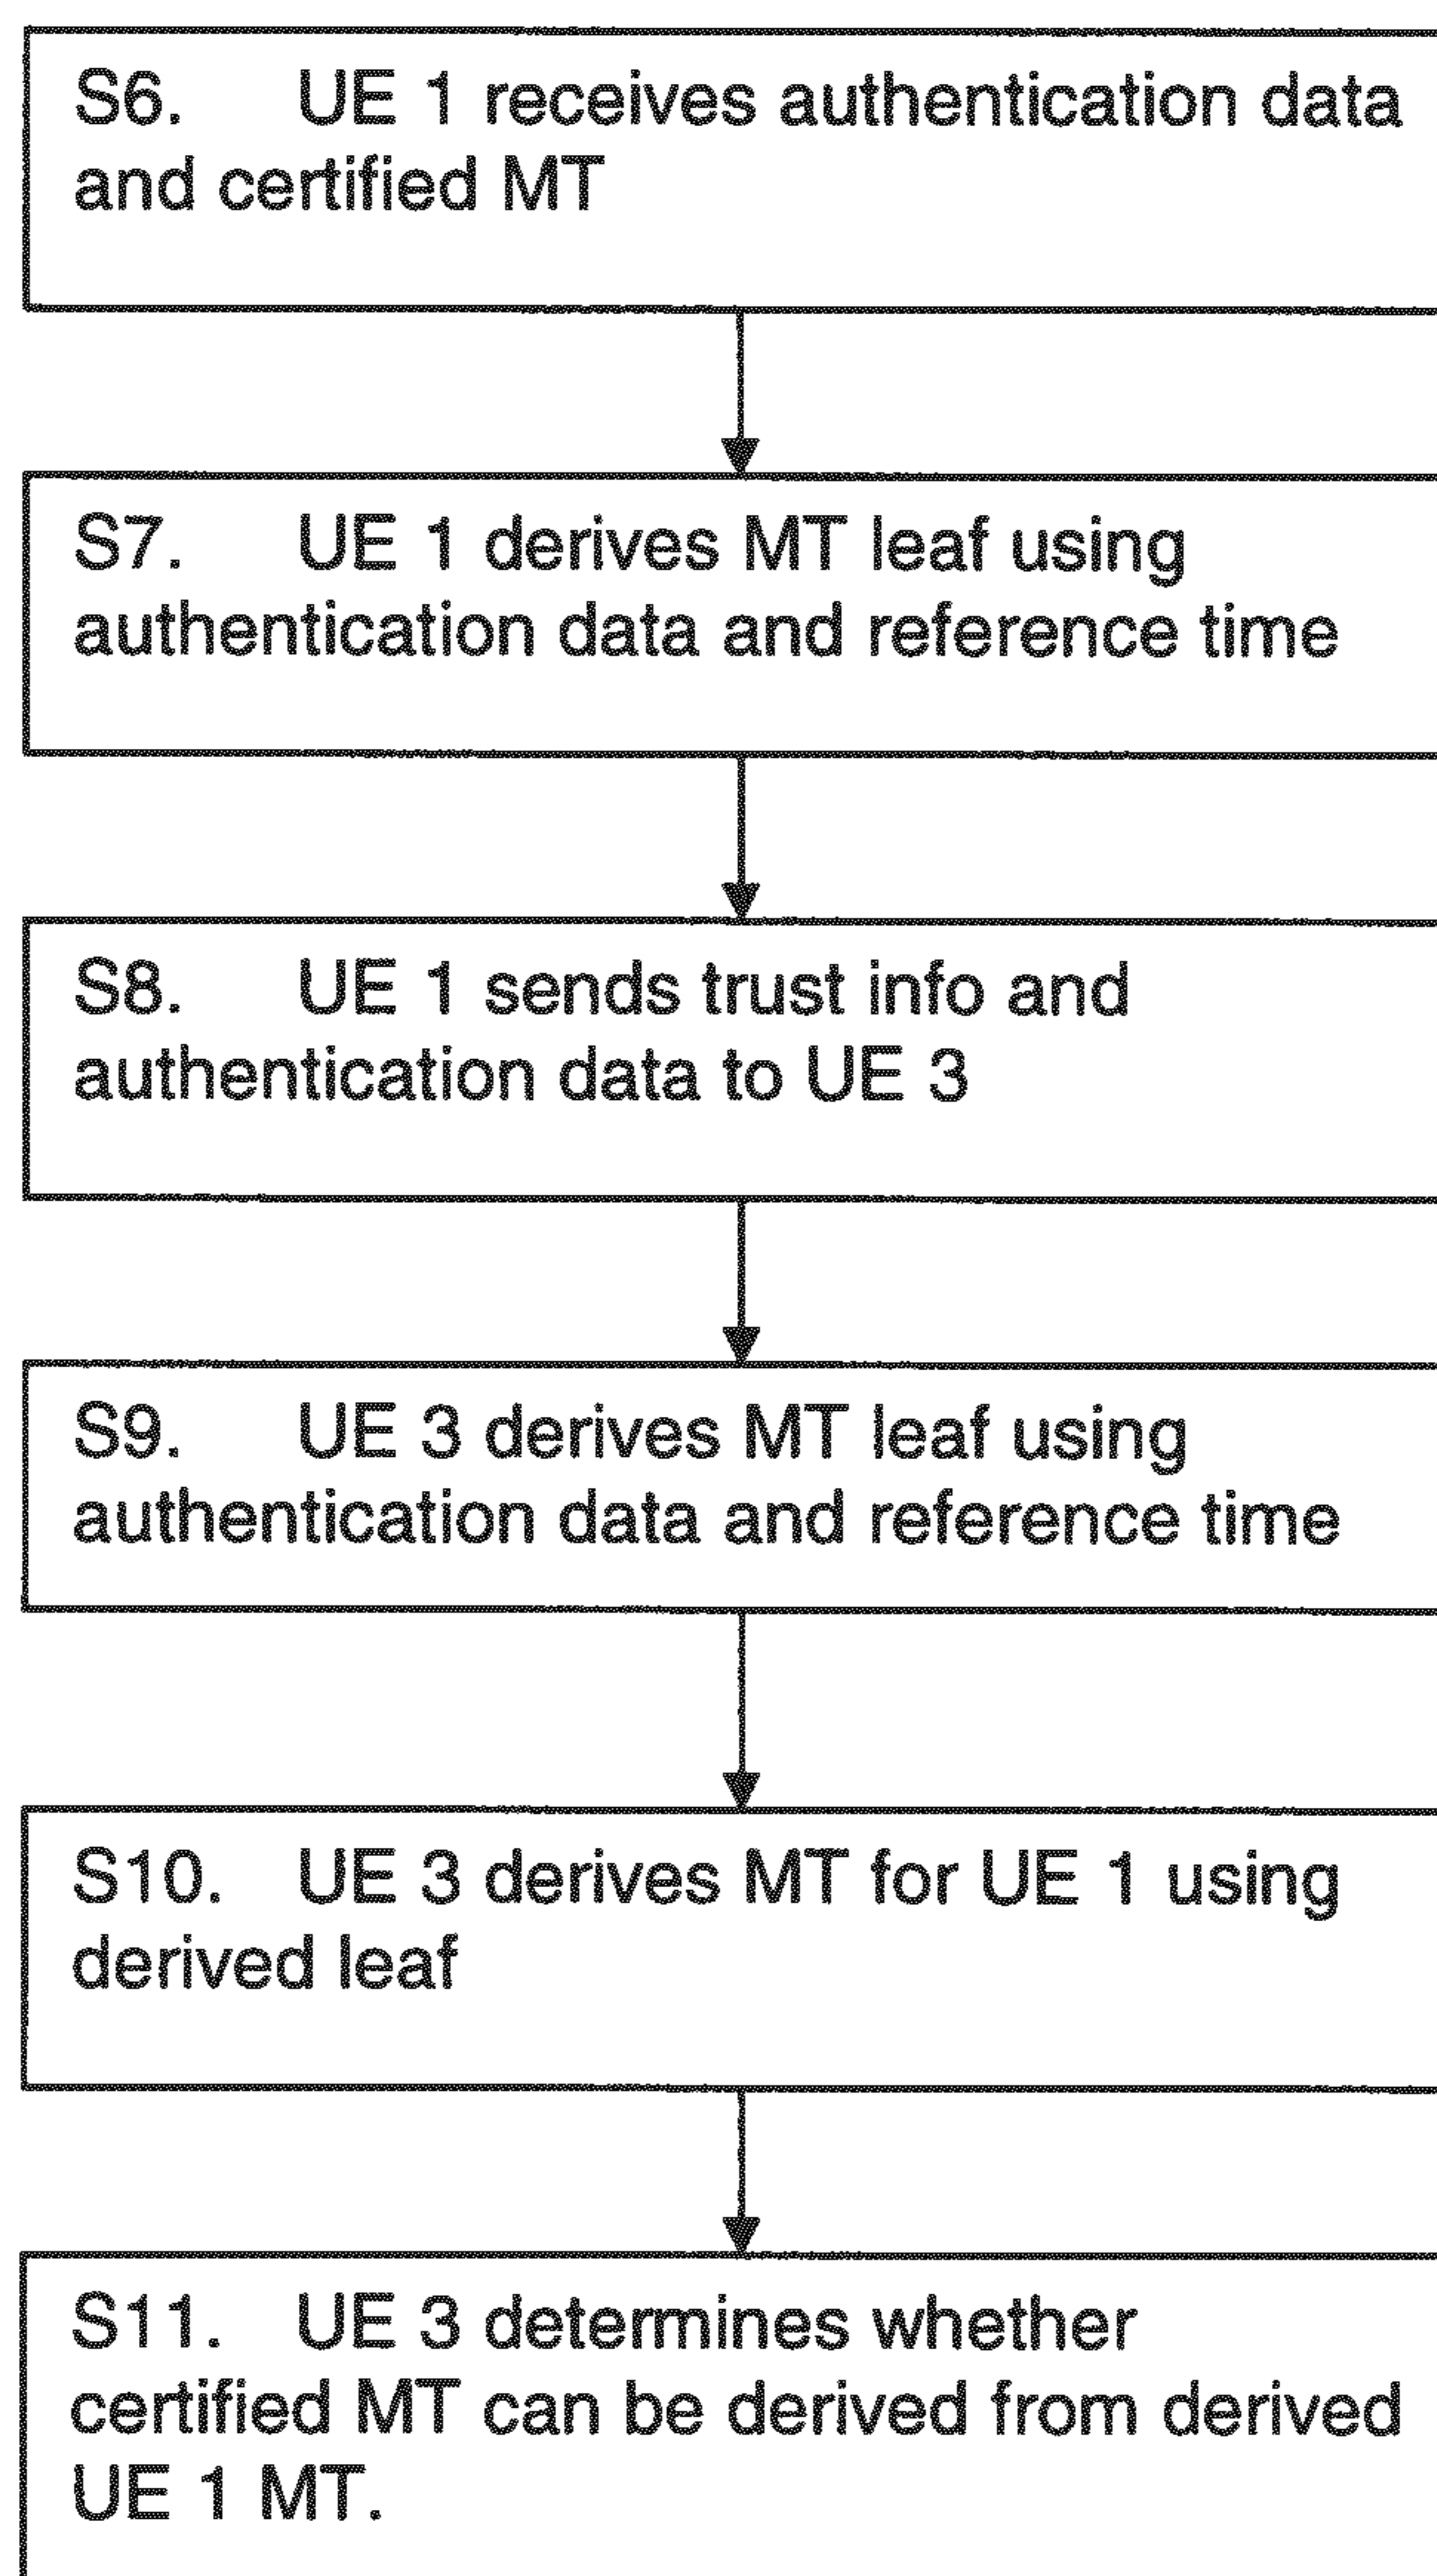 S6. UE 1 receives authentication data
and certified MT
S7. UE 1 derives MT leaf using
authentication data and reference time
S8. UE 1 sends trust info and
authentication data to UE 3
S9. UE 3 derives MT leaf using
authentication data and reference time
S10. UE 3 derives MT for UE 1 using
derived leaf
S11. UE 3 determines whether
certified MT can be derived from derived
UE 1 MT.